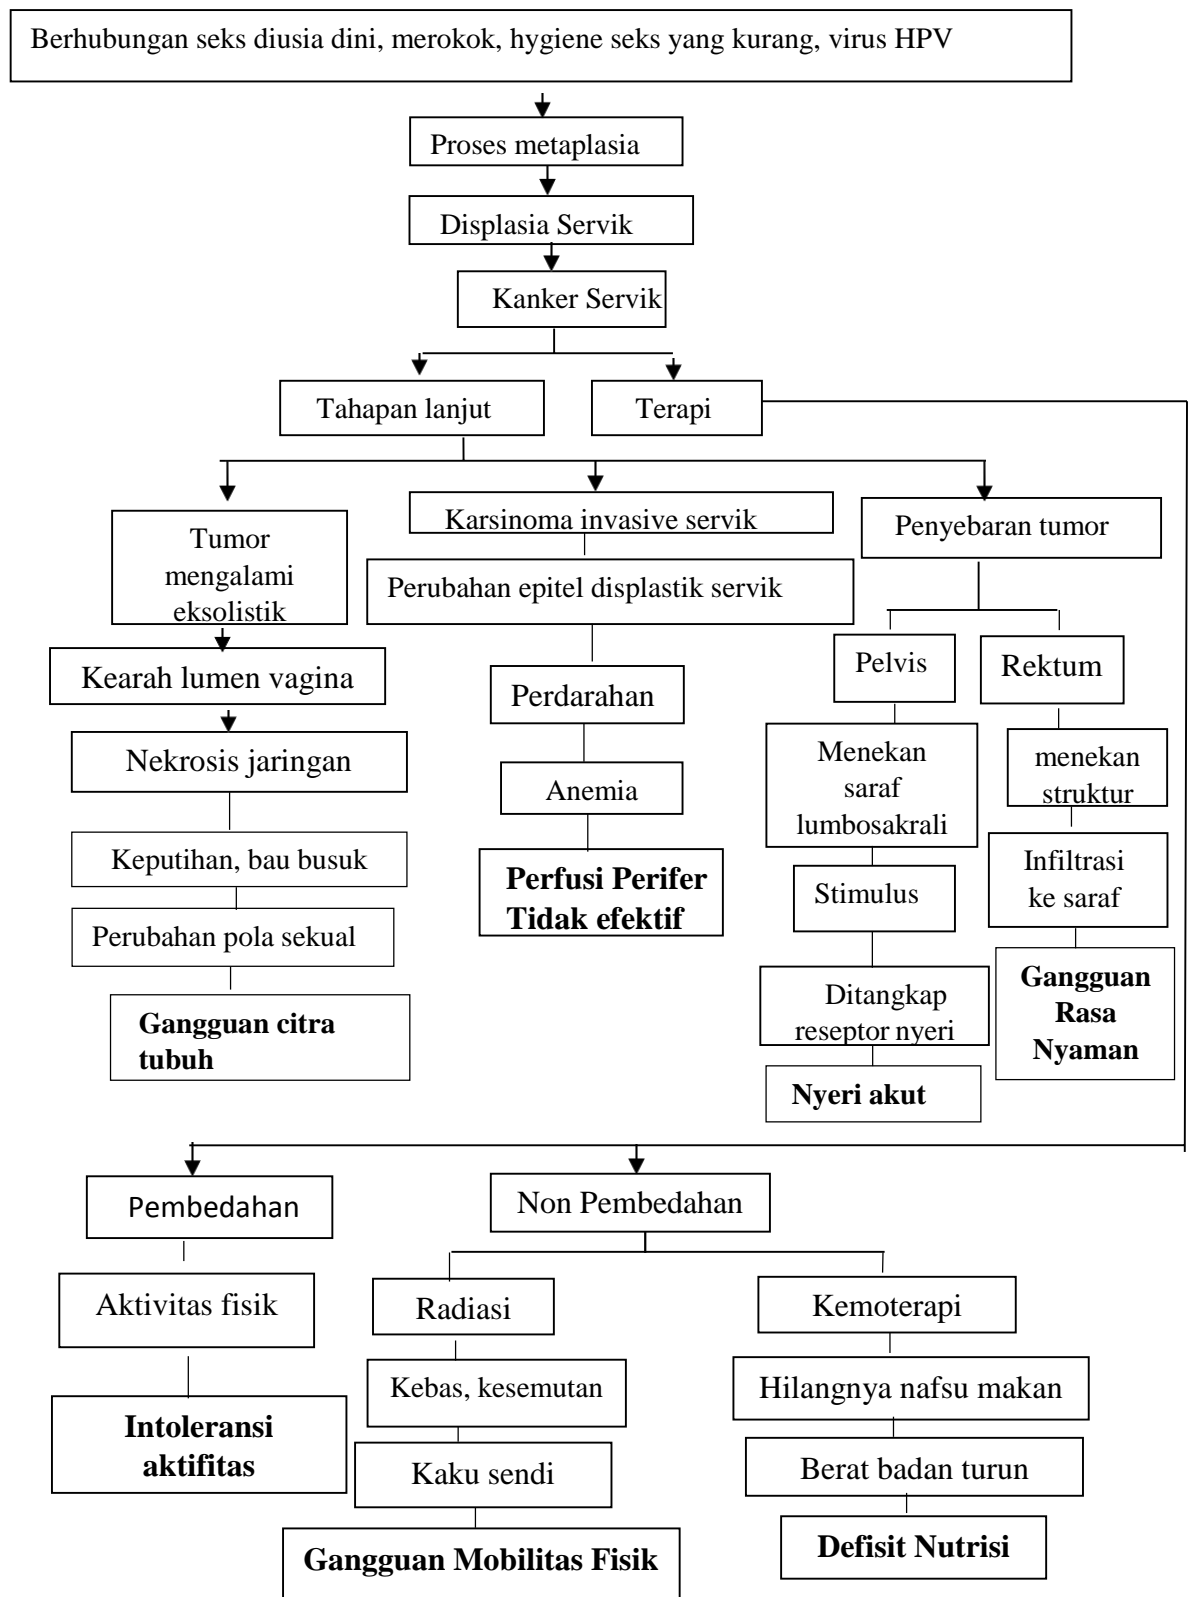 Berhubungan seks diusia dini, merokok, hygiene seks yang kurang, virus HPV
Proses metaplasia
Displasia Servik
Kanker Servik
Tahapan lanjut
Terapi
Tumor
mengalami
eksolistik
Kearah lumen vagina
Nekrosis jaringan
Keputihan, bau busuk
Perubahan pola sekual
Gangguan citra
tubuh
Karsinoma invasive servik
Perubahan epitel displastik servik
Perdarahan
Anemia
Perfusi Perifer
Tidak efektif
Penyebaran tumor
Pelvis
Menekan
saraf
lumbosakrali
Stimulus
Ditangkap
reseptor nyeri
Nyeri akut
Rektum
menekan
struktur
Infiltrasi
ke saraf
Gangguan
Rasa
Nyaman
Pembedahan
Aktivitas fisik
Intoleransi
aktifitas
Non Pembedahan
Radiasi
Kebas, kesemutan
Kaku sendi
Gangguan Mobilitas Fisik
Kemoterapi
Hilangnya nafsu makan
Berat badan turun
Defisit Nutrisi